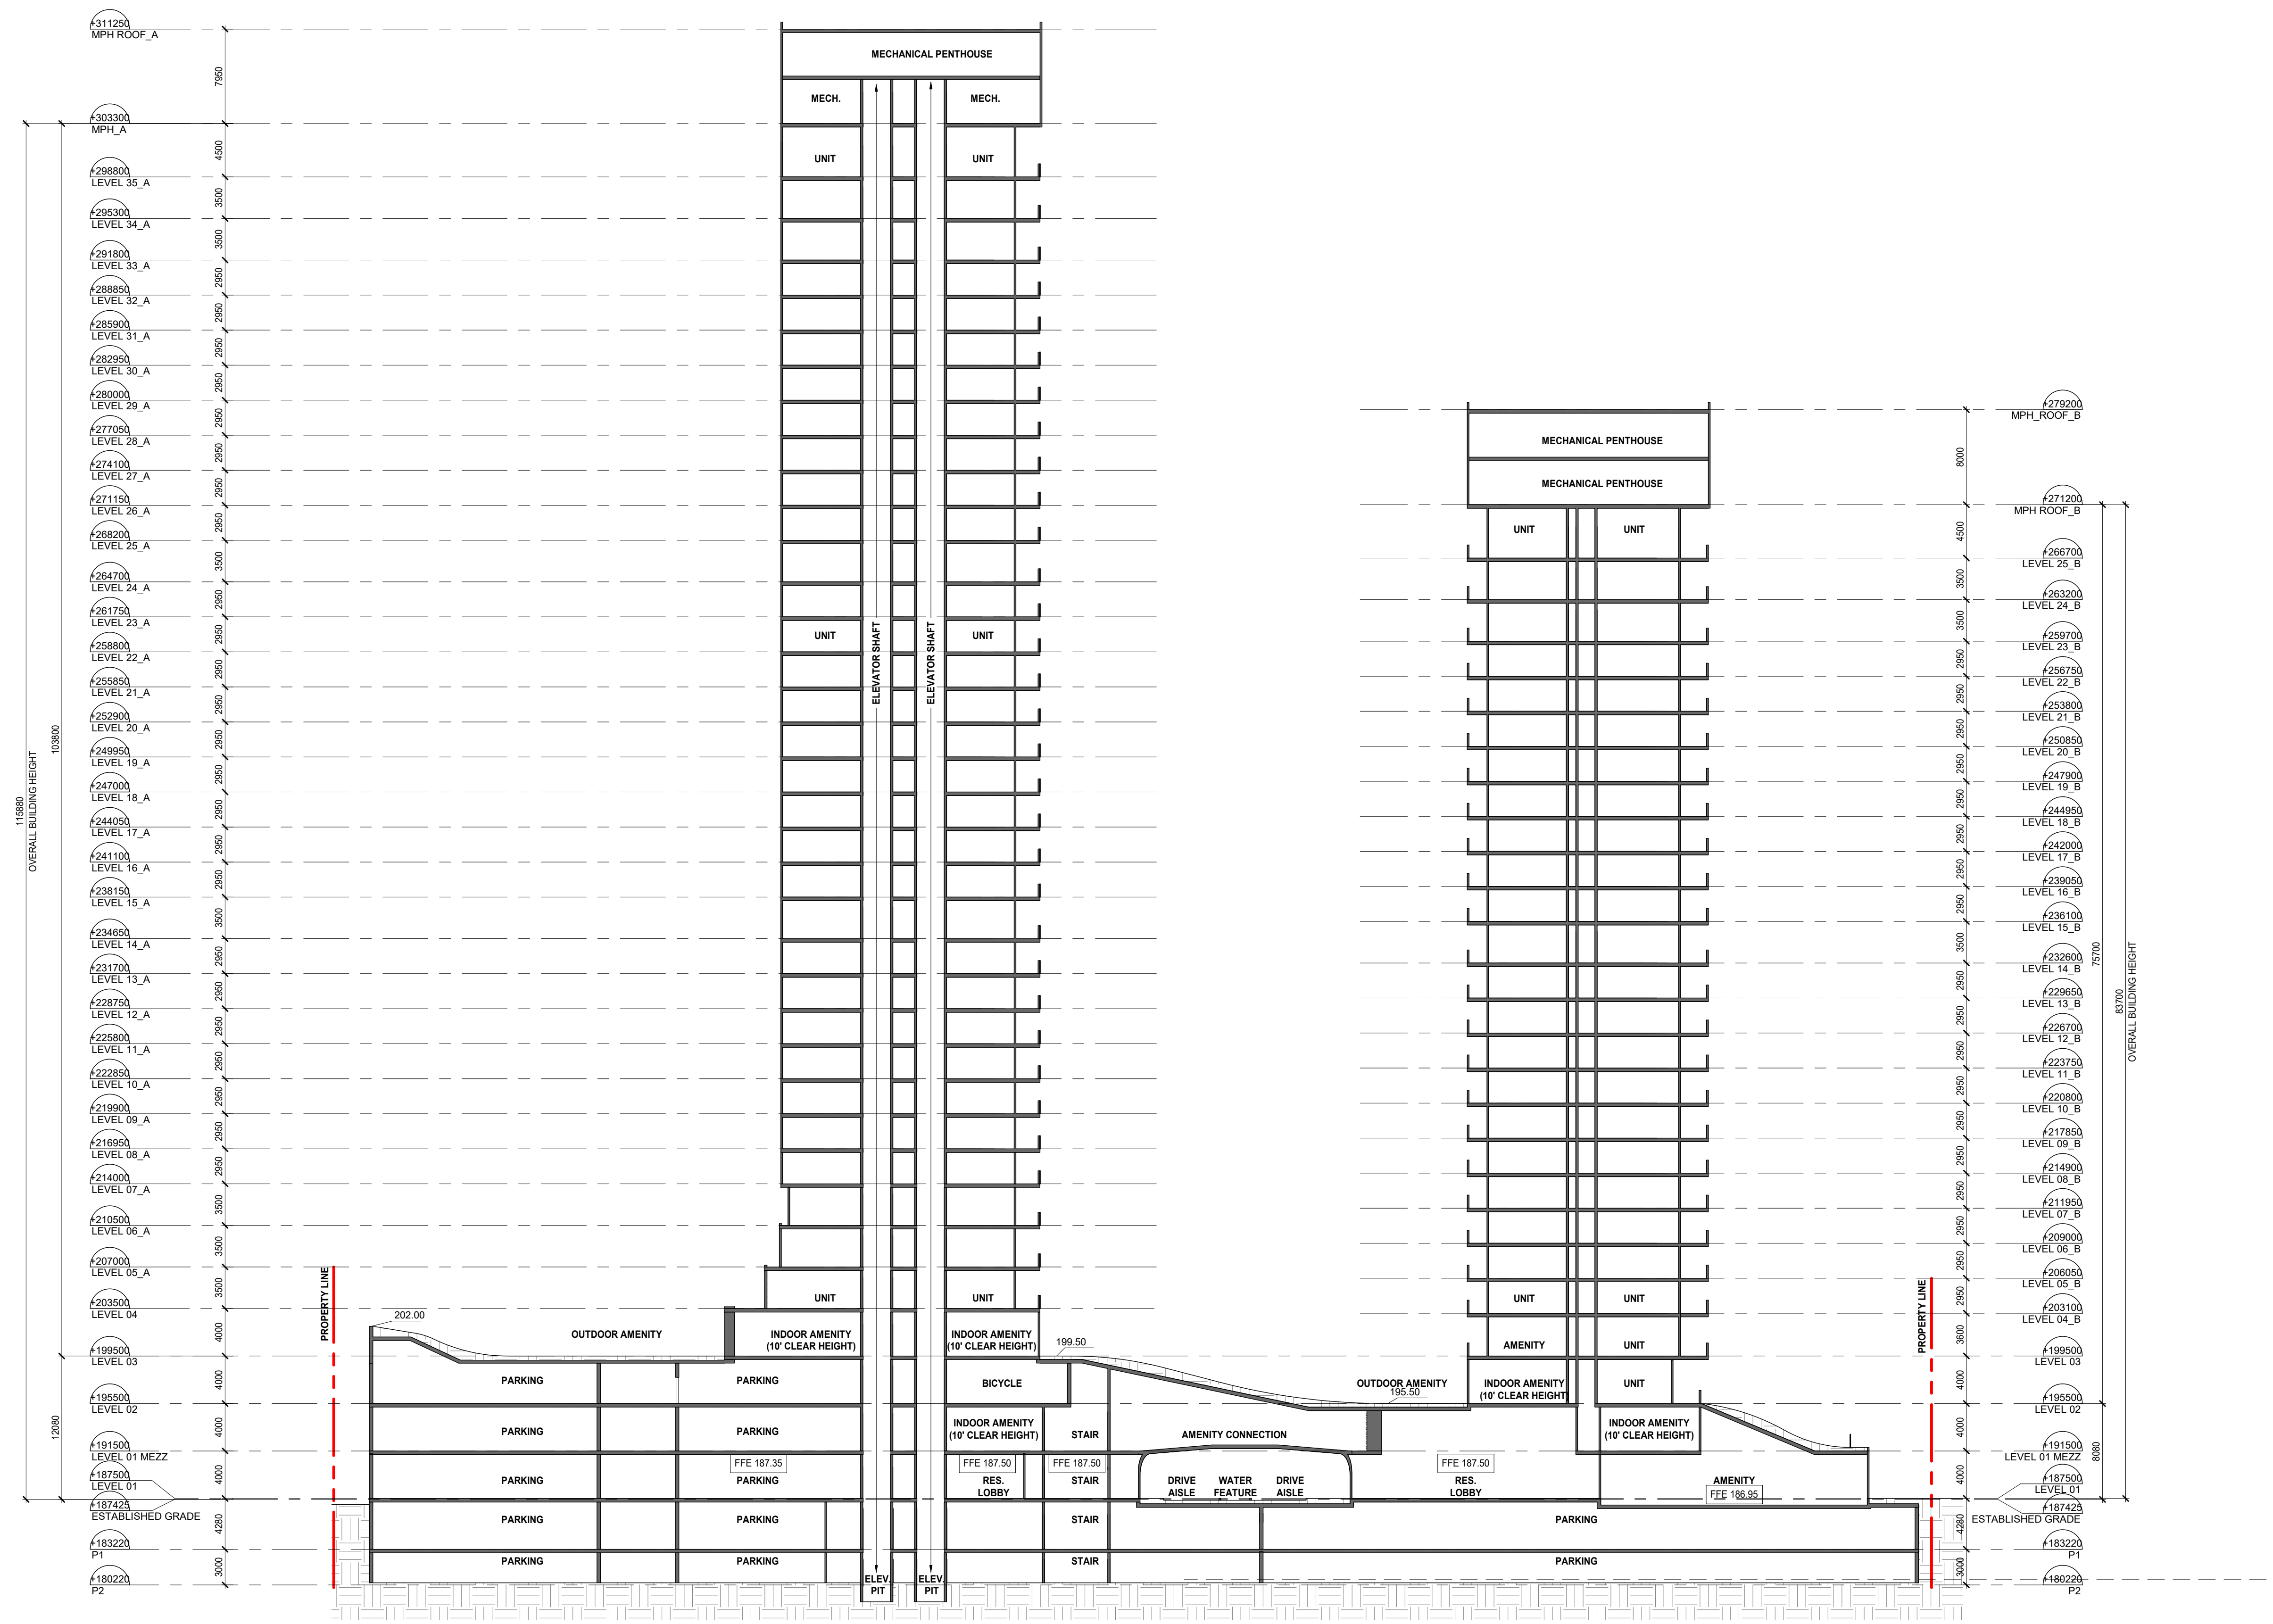 +311250
MPH ROOF_A
7950
+303300
MPH_A
4500
+298800
LEVEL 35_A
3500
+295300
LEVEL 34_A
3500
+291800
LEVEL 33_A
2950
+288850
LEVEL 32_A
2950
+285900
LEVEL 31_A
2950
+282950
LEVEL 30_A
2950
+280000
LEVEL 29_A
2950
+277050
LEVEL 28_A
2950
+274100
LEVEL 27_A
2950
+271150
LEVEL 26_A
2950
+268200
LEVEL 25_A
3500
+264700
LEVEL 24_A
2950
+261750
LEVEL 23_A
2950
+258800
LEVEL 22_A
2950
+255850
LEVEL 21_A
2950
+252900
LEVEL 20_A
2950
+249950
LEVEL 19_A
2950
+247000
LEVEL 18_A
2950
+244050
LEVEL 17_A
2950
+241100
LEVEL 16_A
2950
+238150
LEVEL 15_A
3500
+234650
LEVEL 14_A
2950
+231700
LEVEL 13_A
2950
+228750
LEVEL 12_A
2950
+225800
LEVEL 11_A
2950
+222850
LEVEL 10_A
2950
+219900
LEVEL 09_A
2950
+216950
LEVEL 08_A
2950
+214000
LEVEL 07_A
3500
+210500
LEVEL 06_A
3500
+207000
LEVEL 05_A
3500
+203500
LEVEL 04
4000
+199500
LEVEL 03
4000
+195500
LEVEL 02
4000
+191500
LEVEL 01 MEZZ
4000
+187500
LEVEL 01
+187425
ESTABLISHED GRADE
4280
+183220
P1
3000
+180220
P2
115880
OVERALL BUILDING HEIGHT
103800
12080
PROPERTY LINE
MECHANICAL PENTHOUSE
MECH.
MECH.
UNIT
UNIT
UNIT
UNIT
ELEVATOR SHAFT
ELEVATOR SHAFT
UNIT
UNIT
202.00
OUTDOOR AMENITY
INDOOR AMENITY
(10' CLEAR HEIGHT)
INDOOR AMENITY
(10' CLEAR HEIGHT)
199.50
PARKING
PARKING
BICYCLE
PARKING
PARKING
INDOOR AMENITY
(10' CLEAR HEIGHT)
STAIR
AMENITY CONNECTION
FFE 187.35
FFE 187.50
FFE 187.50
PARKING
PARKING
RES.
LOBBY
STAIR
DRIVE
AISLE
WATER
FEATURE
DRIVE
AISLE
PARKING
PARKING
STAIR
PARKING
PARKING
PARKING
STAIR
PARKING
ELEV.
PIT
ELEV.
PIT
MECHANICAL PENTHOUSE
MECHANICAL PENTHOUSE
UNIT
UNIT
UNIT
UNIT
AMENITY
UNIT
OUTDOOR AMENITY
195.50
INDOOR AMENITY
(10' CLEAR HEIGHT)
UNIT
INDOOR AMENITY
(10' CLEAR HEIGHT)
FFE 187.50
RES.
LOBBY
AMENITY
FFE 186.95
PROPERTY LINE
+279200
MPH_ROOF_B
8000
+271200
MPH ROOF_B
4500
+266700
LEVEL 25_B
3500
+263200
LEVEL 24_B
3500
+259700
LEVEL 23_B
2950
+256750
LEVEL 22_B
2950
+253800
LEVEL 21_B
2950
+250850
LEVEL 20_B
2950
+247900
LEVEL 19_B
2950
+244950
LEVEL 18_B
2950
+242000
LEVEL 17_B
2950
+239050
LEVEL 16_B
2950
+236100
LEVEL 15_B
3500
+232600
LEVEL 14_B
2950
+229650
LEVEL 13_B
2950
+226700
LEVEL 12_B
2950
+223750
LEVEL 11_B
2950
+220800
LEVEL 10_B
2950
+217850
LEVEL 09_B
2950
+214900
LEVEL 08_B
2950
+211950
LEVEL 07_B
2950
+209000
LEVEL 06_B
2950
+206050
LEVEL 05_B
2950
+203100
LEVEL 04_B
3600
+199500
LEVEL 03
4000
+195500
LEVEL 02
4000
+191500
LEVEL 01 MEZZ
4000
+187500
LEVEL 01
+187425
ESTABLISHED GRADE
4280
+183220
P1
3000
+180220
P2
75700
8080
83700
OVERALL BUILDING HEIGHT